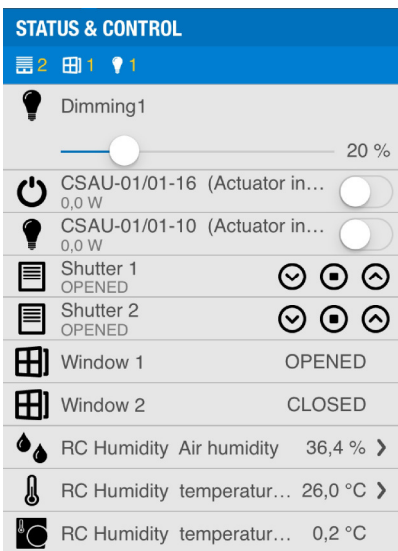 STATUS & CONTROL
2 1 1
Dimming1
20 %
CSAU-01/01-16 (Actuator in...
0,0 W
CSAU-01/01-10 (Actuator in...
0,0 W
Shutter 1
OPENED
Shutter 2
OPENED
Window 1 OPENED
Window 2 CLOSED
RC Humidity Air humidity 36,4 %
RC Humidity temperatur... 26,0 °C
RC Humidity temperatur... 0,2 °C